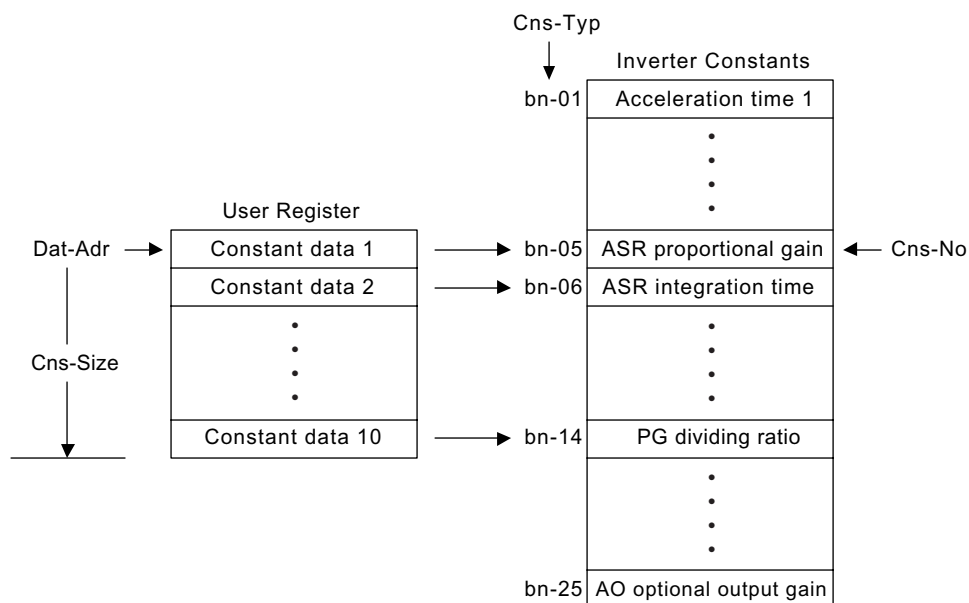 Cns-Typ
Inverter Constants
bn-01 Acceleration time 1
User Register
Dat-Adr Constant data 1 bn-05 ASR proportional gain Cns-No
Constant data 2 bn-06 ASR integration time
Cns-Size
Constant data 10 bn-14 PG dividing ratio
bn-25 AO optional output gain